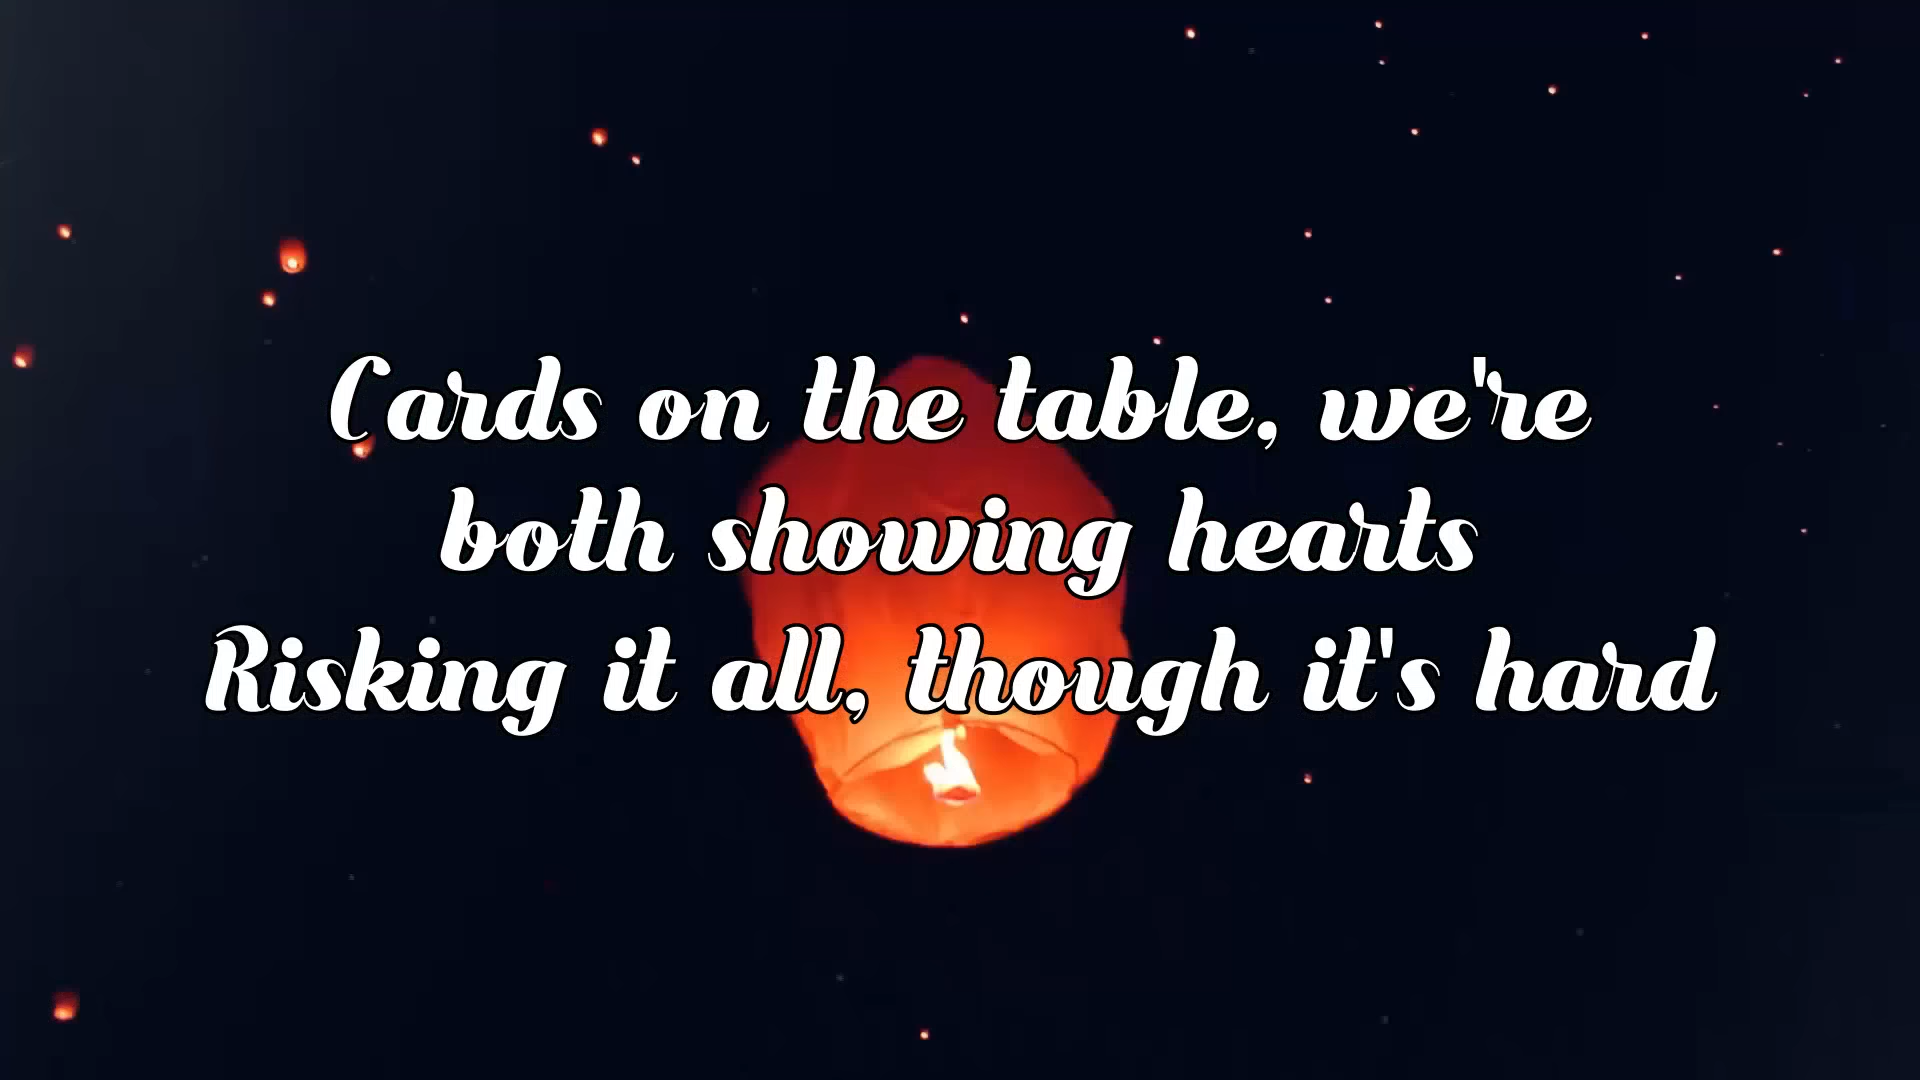 Cards on the table, we're
both showing hearts
Risking it all, though it's hard